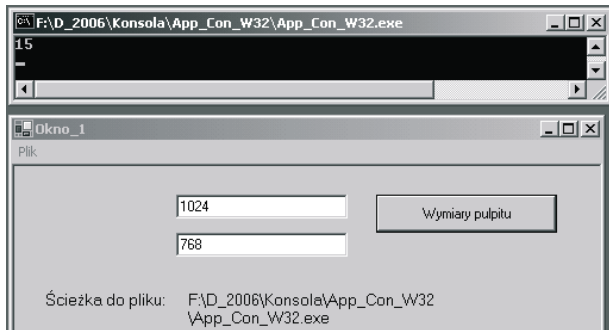 F:\D_2006\Konsola\App_Con_W32\App_Con_W32.exe
15
Okno_1
Plik
1024
Wymiary pulpitu
768
Ścieżka do pliku: F:\D_2006\Konsola\App_Con_W32
\App_Con_W32.exe